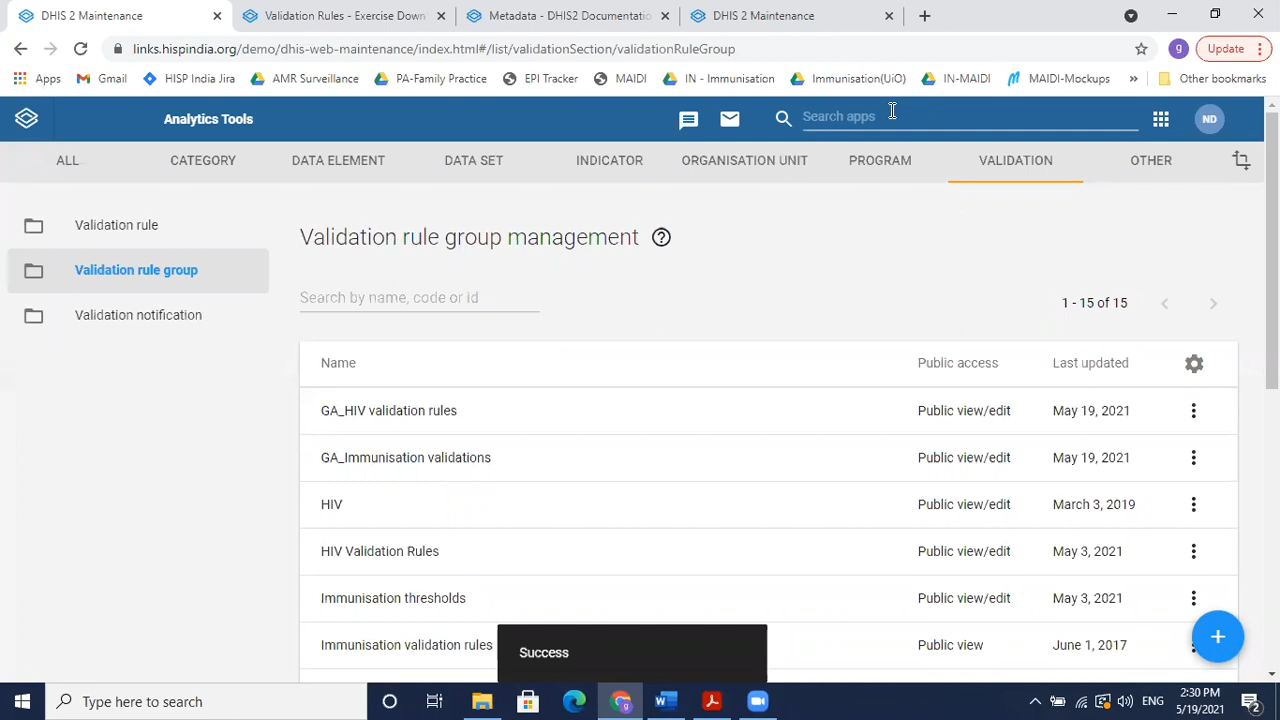 DHIS 2 Maintenance
Validation Rules - Exercise Down
Metadata - DHIS2 Documentatio
DHIS 2 Maintenance
links.hispindia.org/demo/dhis-web-maintenance/index.html#/list/validationSection/validationRuleGroup
g
Update
Apps
Gmail
HISP India Jira
AMR Surveillance
PA-Family Practice
EPI Tracker
MAIDI
IN - Immunisation
Immunisation(UiO)
IN-MAIDI
MAIDI-Mockups
»
Other bookmarks
Analytics Tools
Search apps
ND
ALL
CATEGORY
DATA ELEMENT
DATA SET
INDICATOR
ORGANISATION UNIT
PROGRAM
VALIDATION
OTHER
Validation rule
Validation rule group
Validation notification
Validation rule group management
Search by name, code or id
1 - 15 of 15
Name Public access Last updated
GA_HIV validation rules Public view/edit May 19, 2021
GA_Immunisation validations Public view/edit May 19, 2021
HIV Public view/edit March 3, 2019
HIV Validation Rules Public view/edit May 3, 2021
Immunisation thresholds Public view/edit May 3, 2021
Immunisation validation rules Public view June 1, 2017
Success
Type here to search
ENG
2:30 PM
5/19/2021
2